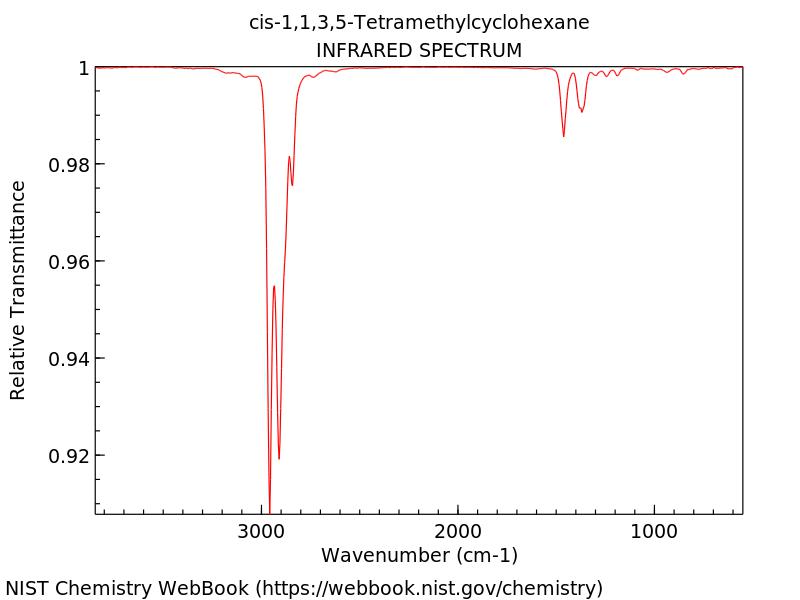 cis-1,1,3,5-Tetramethylcyclohexane
INFRARED SPECTRUM
1
0.98
0.96
0.94
0.92
Relative Transmittance
3000 2000 1000
Wavenumber (cm-1)
NIST Chemistry WebBook (https://webbook.nist.gov/chemistry)